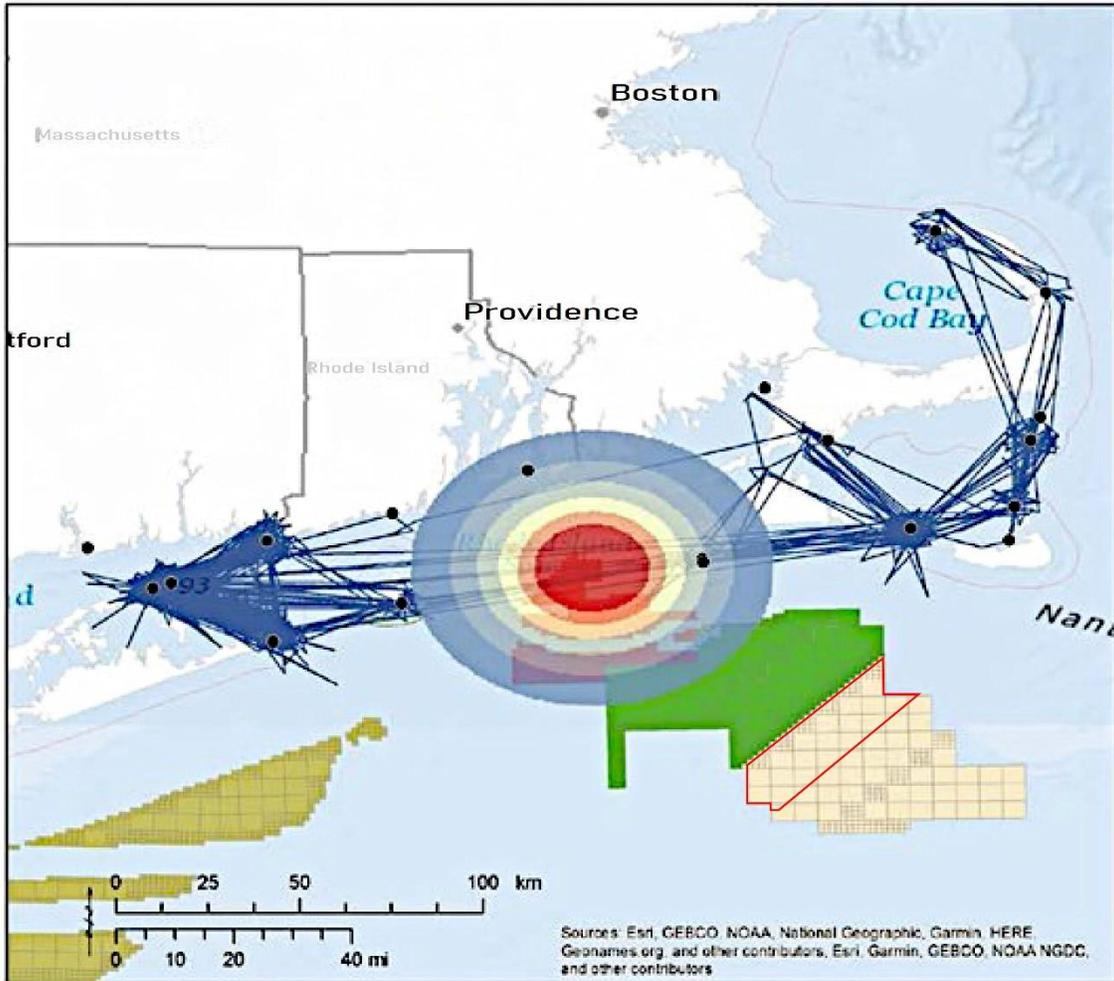 Boston
Massachusetts
Cape
Cod Bay
Providence
tford
Rhode Island
93
d
Nant
0 25 50 100 km
0 10 20 40 mi
Sources: Esri, GEBCO, NOAA, National Geographic, Garmin, HERE,
Geonames.org, and other contributors, Esri, Garmin, GEBCO, NOAA NGDC,
and other contributors